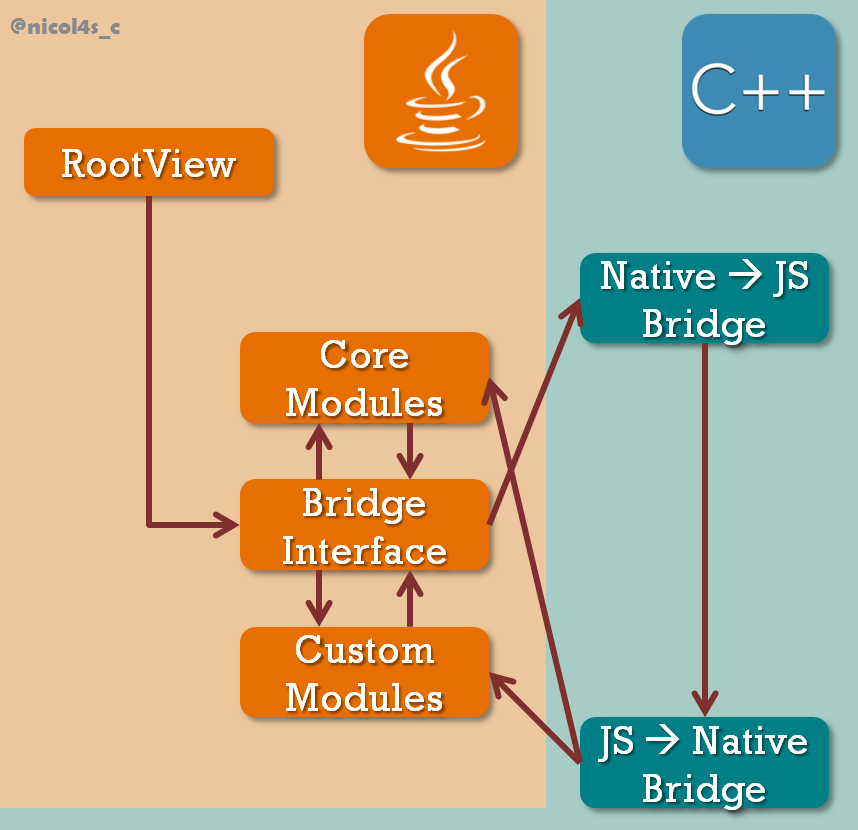 @nicol4s_c
C++
RootView
Native → JS
Bridge
Core
Modules
Bridge
Interface
Custom
Modules
JS → Native
Bridge